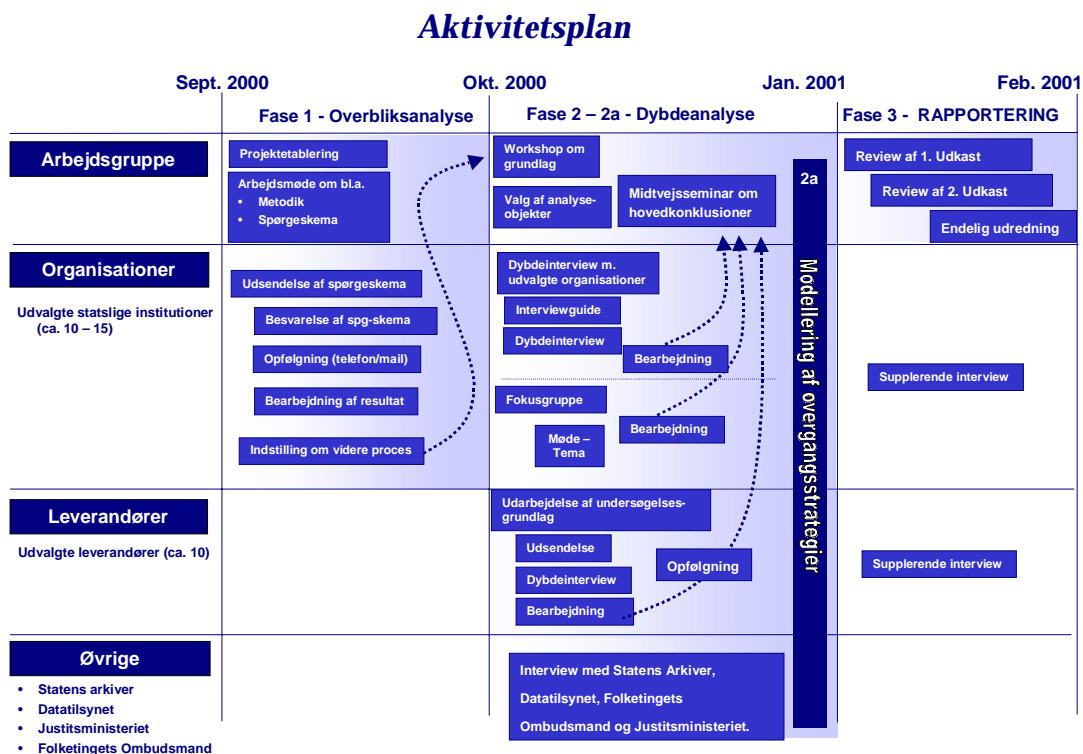 Aktivitetsplan
Sept. 2000
Okt. 2000
Jan. 2001
Feb. 2001
Fase 1 - Overbliksanalyse
Fase 2 – 2a - Dybdeanalyse
Fase 3 - RAPPORTERING
Arbejdsgruppe
Projektetablering
Arbejdsmøde om bl.a.
• Metodik
• Spørgeskema
Workshop om
grundlag
Valg af analyse-
objekter
Midtvejsseminar om
hovedkonklusioner
2a
Modellering af overgangsstrategier
Review af 1. Udkast
Review af 2. Udkast
Endelig udredning
Organisationer
Udvalgte statslige institutioner
(ca. 10 – 15)
Udsendelse af spørgeskema
Besvarelse af spg-skema
Opfølgning (telefon/mail)
Bearbejdning af resultat
Indstilling om videre proces
Dybdeinterview m.
udvalgte organisationer
Interviewguide
Dybdeinterview
Bearbejdning
Fokusgruppe
Møde –
Tema
Bearbejdning
Supplerende interview
Leverandører
Udvalgte leverandører (ca. 10)
Udarbejdelse af undersøgelses-
grundlag
Udsendelse
Dybdeinterview
Bearbejdning
Opfølgning
Supplerende interview
Øvrige
• Statens arkiver
• Datatilsynet
• Justitsministeriet
• Folketingets Ombudsmand
Interview med Statens Arkiver,
Datatilsynet, Folketingets
Ombudsmand og Justitsministeriet.